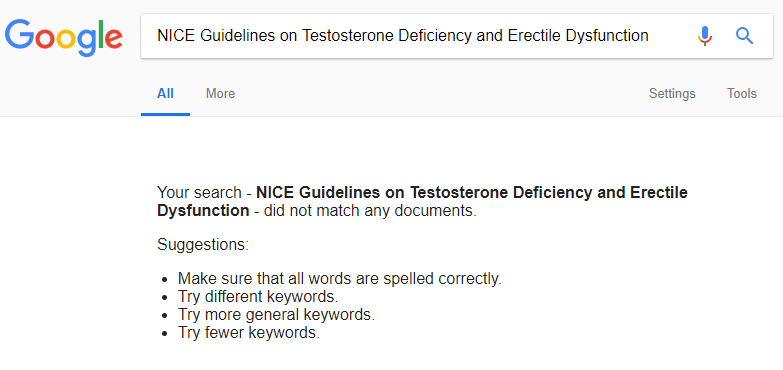 Google
NICE Guidelines on Testosterone Deficiency and Erectile Dysfunction
All More Settings Tools
Your search - NICE Guidelines on Testosterone Deficiency and Erectile
Dysfunction - did not match any documents.
Suggestions:
• Make sure that all words are spelled correctly.
• Try different keywords.
• Try more general keywords.
• Try fewer keywords.